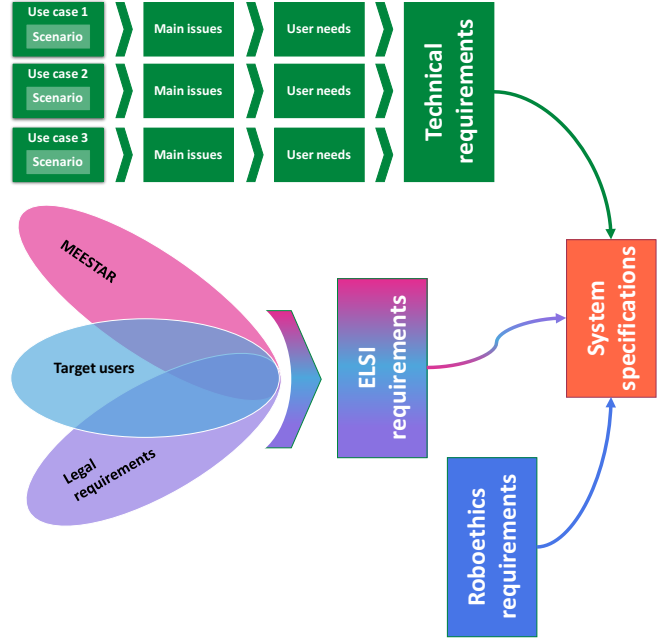 Use case 1
Scenario
Main issues
User needs
Use case 2
Scenario
Main issues
User needs
Use case 3
Scenario
Main issues
User needs
Technical
requirements
MEESTAR
Target users
Legal
requirements
ELSI
requirements
System
specifications
Roboethics
requirements